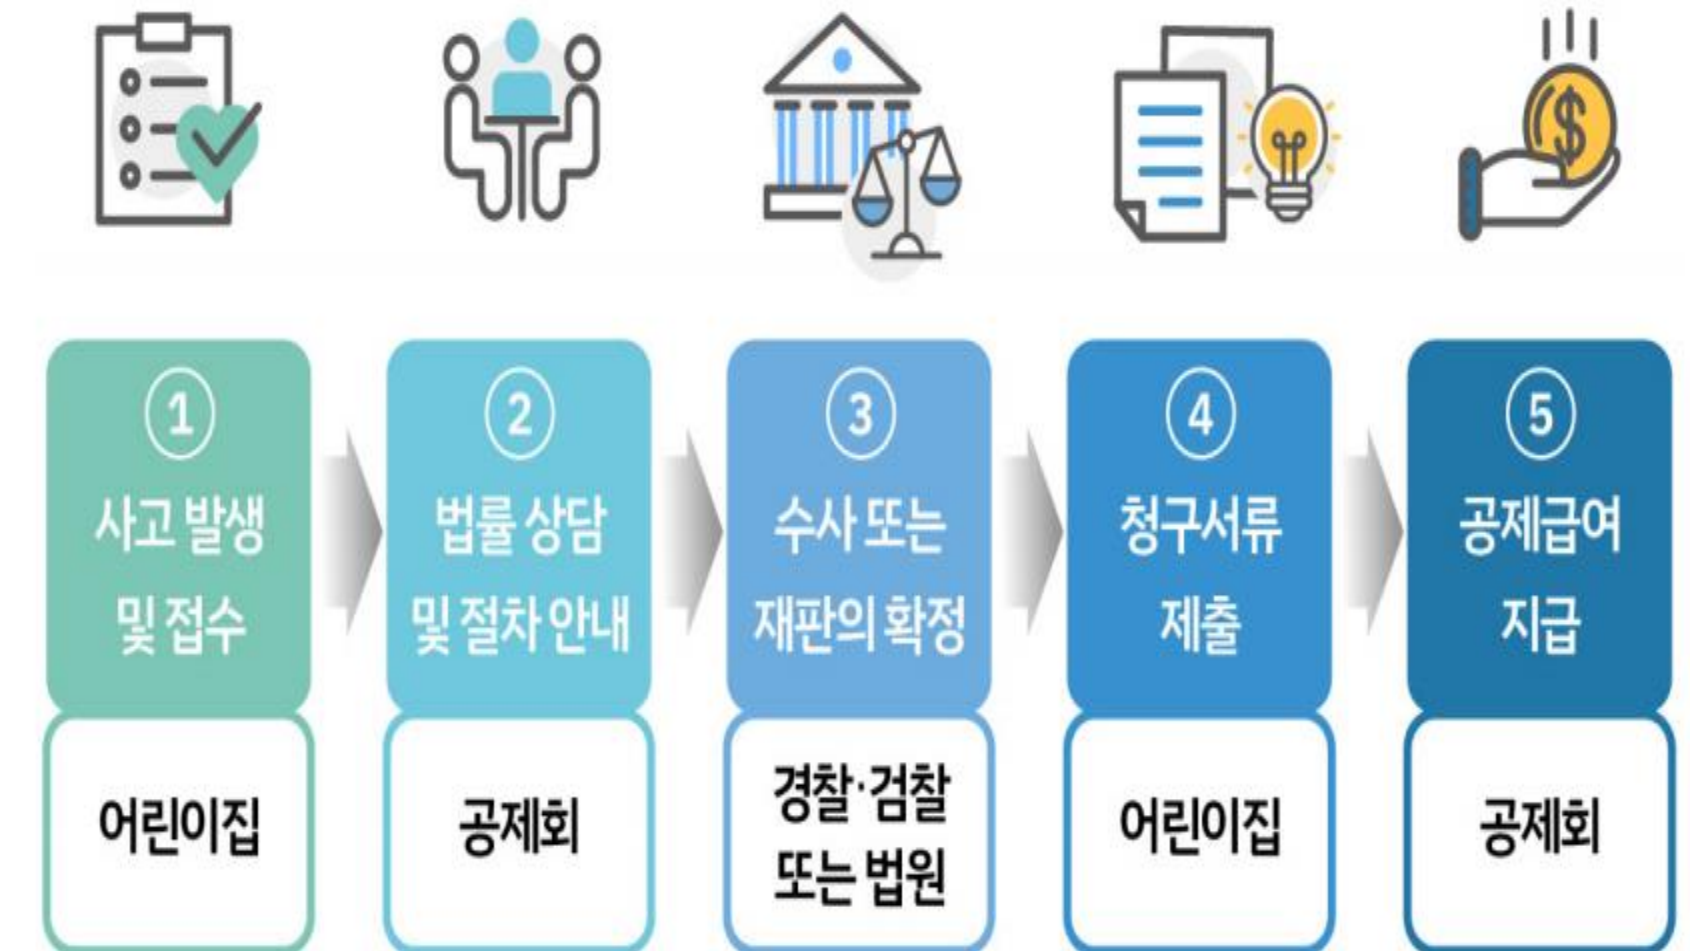 1
사고 발생
및 접수
어린이집
2
법률 상담
및 절차 안내
공제회
3
수사 또는
재판의 확정
경찰·검찰
또는 법원
4
청구서류
제출
어린이집
5
공제급여
지급
공제회